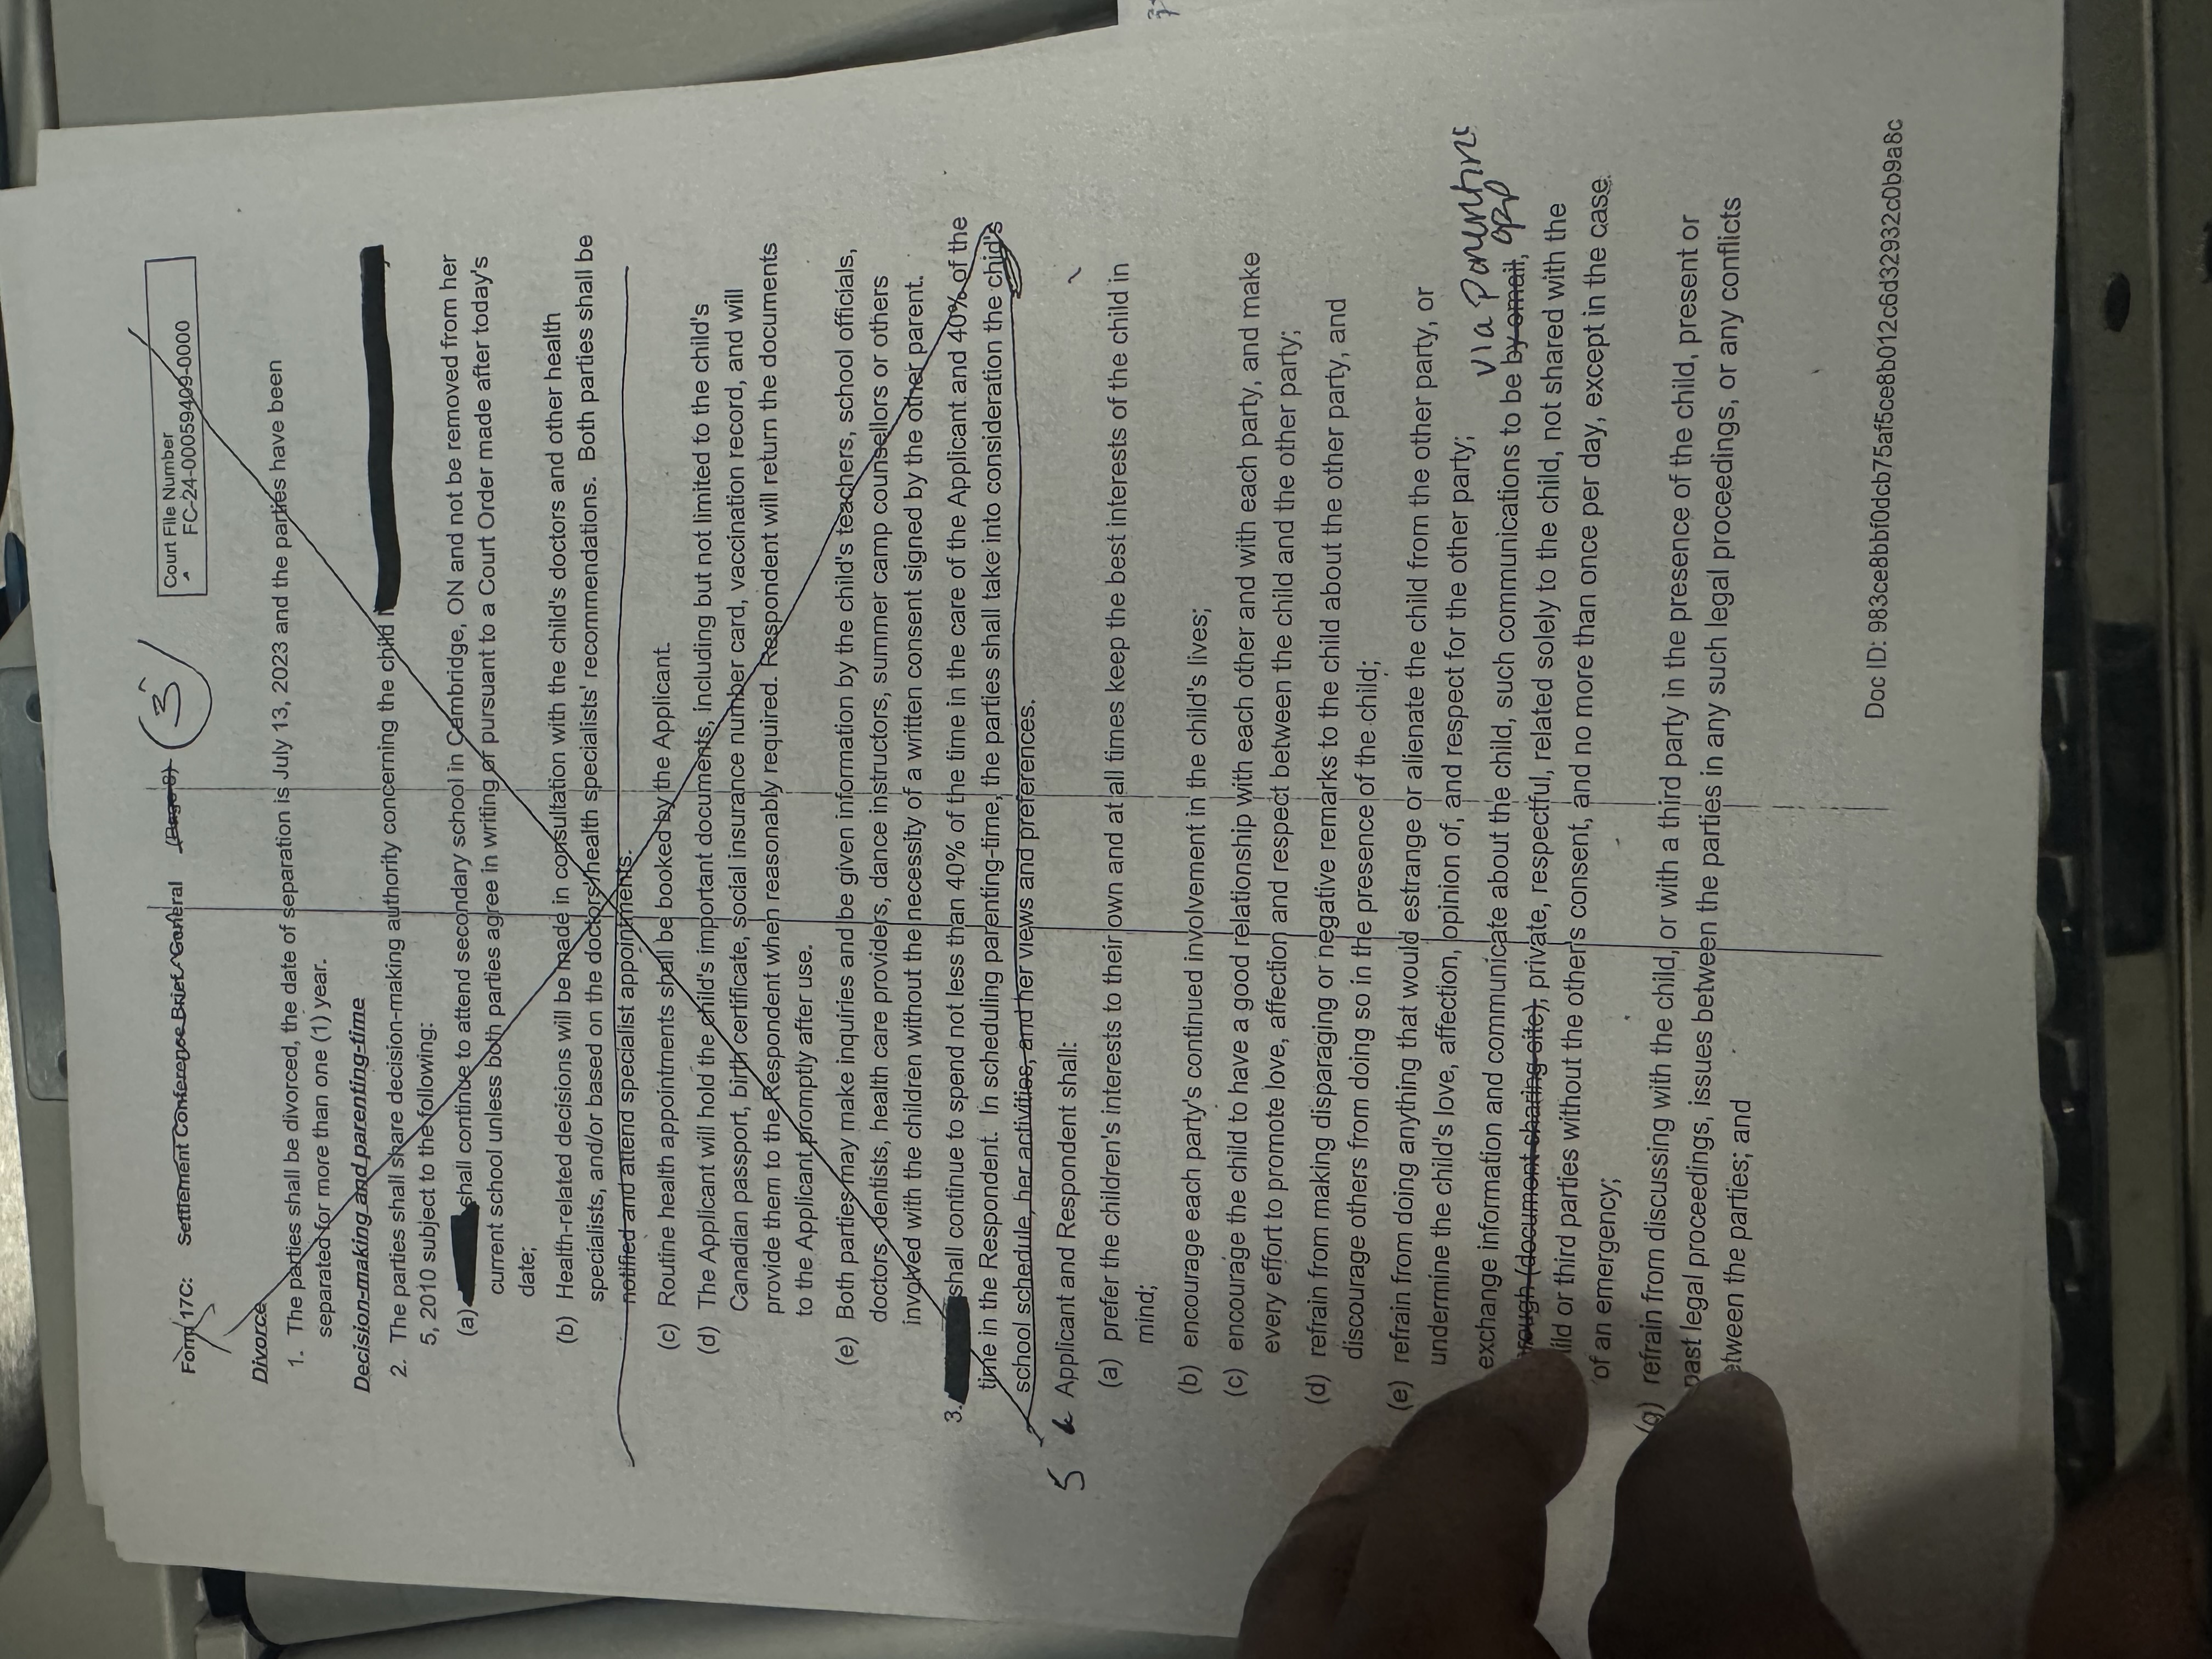 Form 17C: Settlement Conference Brief - General (Page 8) 3
Court File Number
FC-24-00059409-0000
Divorce
1. The parties shall be divorced, the date of separation is July 13, 2023 and the parties have been
separated for more than one (1) year.
Decision-making and parenting-time
2. The parties shall share decision-making authority concerning the child
5, 2010 subject to the following:
(a) shall continue to attend secondary school in Cambridge, ON and not be removed from her
current school unless both parties agree in writing or pursuant to a Court Order made after today's
date;
(b) Health-related decisions will be made in consultation with the child's doctors and other health
specialists, and/or based on the doctors'/health specialists' recommendations. Both parties shall be
notified and attend specialist appointments.
(c) Routine health appointments shall be booked by the Applicant.
(d) The Applicant will hold the child's important documents, including but not limited to the child's
Canadian passport, birth certificate, social insurance number card, vaccination record, and will
provide them to the Respondent when reasonably required. Respondent will return the documents
to the Applicant promptly after use.
(e) Both parties may make inquiries and be given information by the child's teachers, school officials,
doctors, dentists, health care providers, dance instructors, summer camp counsellors or others
involved with the children without the necessity of a written consent signed by the other parent.
3. shall continue to spend not less than 40% of the time in the care of the Applicant and 40% of the
time in the Respondent. In scheduling parenting-time, the parties shall take into consideration the chid's
school schedule, her activities, and her views and preferences.
5 Applicant and Respondent shall:
(a) prefer the children's interests to their own and at all times keep the best interests of the child in
mind;
(b) encourage each party's continued involvement in the child's lives;
(c) encourage the child to have a good relationship with each other and with each party, and make
every effort to promote love, affection and respect between the child and the other party;
(d) refrain from making disparaging or negative remarks to the child about the other party, and
discourage others from doing so in the presence of the child;
(e) refrain from doing anything that would estrange or alienate the child from the other party, or
undermine the child's love, affection, opinion of, and respect for the other party;
via Parenting
exchange information and communicate about the child, such communications to be by email, app
rough (document sharing site), private, respectful, related solely to the child, not shared with the
ild or third parties without the other's consent, and no more than once per day, except in the case
of an emergency;
(g) refrain from discussing with the child, or with a third party in the presence of the child, present or
past legal proceedings, issues between the parties in any such legal proceedings, or any conflicts
etween the parties; and
Doc ID: 983ce8bbf0dcb75af5ce8b012c6d32932c0b9a8c